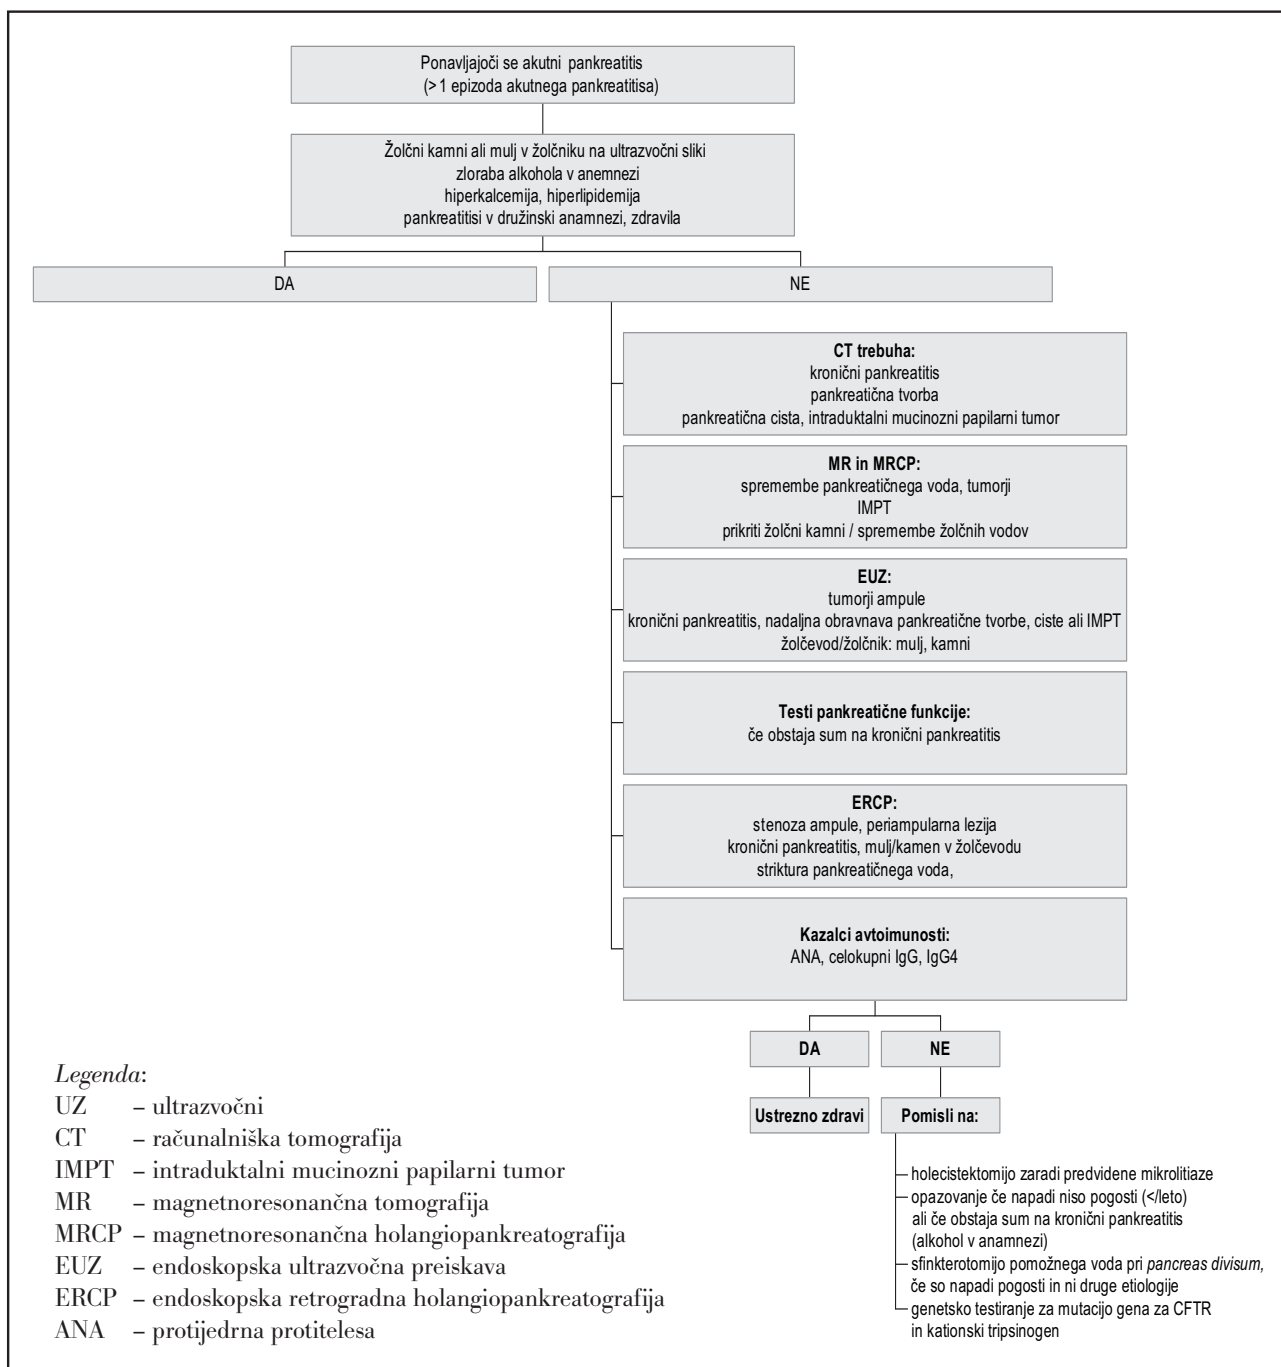 Ponavljajoči se akutni pankreatitis
(> 1 epizoda akutnega pankreatitisa)
Žolčni kamni ali mulj v žolčniku na ultrazvočni sliki
zloraba alkohola v anemnezi
hiperkalcemija, hiperlipidemija
pankreatitisi v družinski anamnezi, zdravila
DA
NE
CT trebuha:
kronični pankreatitis
pankreatična tvorba
pankreatična cista, intraduktalni mucinozni papilarni tumor
MR in MRCP:
spremembe pankreatičnega voda, tumorji
IMPT
prikriti žolčni kamni / spremembe žolčnih vodov
EUZ:
tumorji ampule
kronični pankreatitis, nadaljna obravnava pankreatične tvorbe, ciste ali IMPT
žolčevod/žolčnik: mulj, kamni
Testi pankreatične funkcije:
če obstaja sum na kronični pankreatitis
ERCP:
stenoza ampule, periampularna lezija
kronični pankreatitis, mulj/kamen v žolčevodu
striktura pankreatičnega voda,
Kazalci avtoimunosti:
ANA, celokupni IgG, IgG4
DA
NE
Ustrezno zdravi
Pomisli na:
holecistektomijo zaradi predvidene mikrolitiaze
opazovanje če napadi niso pogosti (</leto)
ali če obstaja sum na kronični pankreatitis
(alkohol v anamnezi)
sfinkterotomijo pomožnega voda pri pancreas divisum,
če so napadi pogosti in ni druge etiologije
genetsko testiranje za mutacijo gena za CFTR
in kationski tripsinogen
Legenda:
UZ – ultrazvočni
CT – računalniška tomografija
IMPT – intraduktalni mucinozni papilarni tumor
MR – magnetnoresonančna tomografija
MRCP – magnetnoresonančna holangiopankreatografija
EUZ – endoskopska ultrazvočna preiskava
ERCP – endoskopska retrogradna holangiopankreatografija
ANA – protijedrna protitelesa